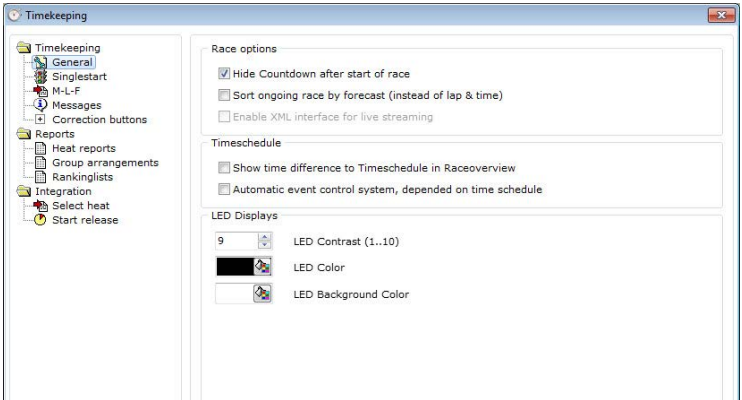 Timekeeping
Timekeeping
General
Singlestart
M-L-F
Messages
Correction buttons
Reports
Heat reports
Group arrangements
Rankinglists
Integration
Select heat
Start release
Race options
Hide Countdown after start of race
Sort ongoing race by forecast (instead of lap & time)
Enable XML interface for live streaming
Timeschedule
Show time difference to Timeschedule in Raceoverview
Automatic event control system, depended on time schedule
LED Displays
9 LED Contrast (1..10)
LED Color
LED Background Color